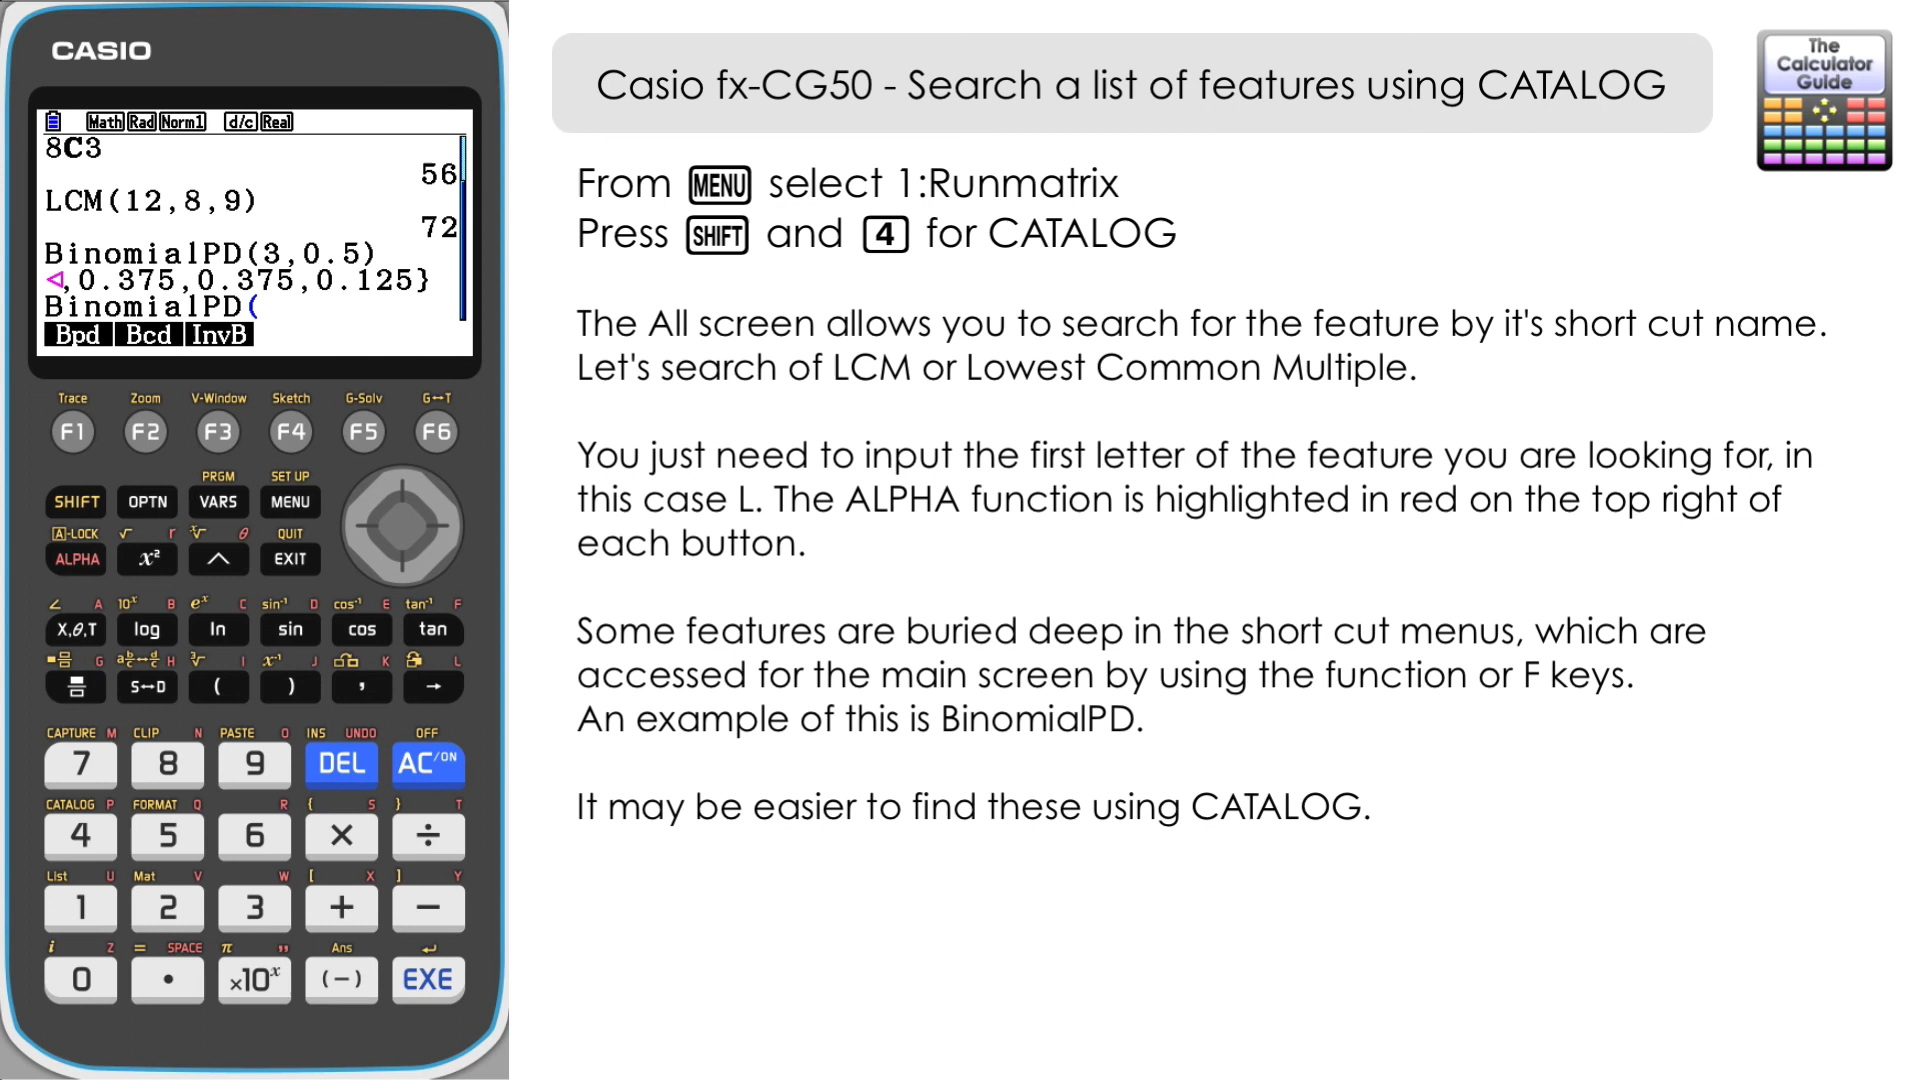 CASIO
Math Rad Norm1 d/c Real
8C3
56
LCM(12,8,9)
72
BinomialPD(3,0.5)
,0.375,0.375,0.125}
BinomialPD(
Bpd Bcd InvB
Trace Zoom V-Window Sketch G-Solv G↔T
F1 F2 F3 F4 F5 F6
PRGM SET UP
SHIFT OPTN VARS MENU
A-LOCK √ r ˣ√ θ QUIT
ALPHA x² ^ EXIT
∠ A 10ˣ B eˣ C sin⁻¹ D cos⁻¹ E tan⁻¹ F
X,θ,T log ln sin cos tan
G a b/c↔d/c H ³√ I x⁻¹ J K L
S↔D ( ) , →
CAPTURE M CLIP N PASTE O INS UNDO OFF
7 8 9 DEL AC/ON
CATALOG P FORMAT Q R { S } T
4 5 6 × ÷
List U Mat V W [ X ] Y
1 2 3 + −
i Z = SPACE π " Ans ↵
0 • ×10ˣ (−) EXE
Casio fx-CG50 - Search a list of features using CATALOG
The
Calculator
Guide
From MENU select 1:Runmatrix
Press SHIFT and 4 for CATALOG
The All screen allows you to search for the feature by it's short cut name.
Let's search of LCM or Lowest Common Multiple.
You just need to input the first letter of the feature you are looking for, in
this case L. The ALPHA function is highlighted in red on the top right of
each button.
Some features are buried deep in the short cut menus, which are
accessed for the main screen by using the function or F keys.
An example of this is BinomialPD.
It may be easier to find these using CATALOG.